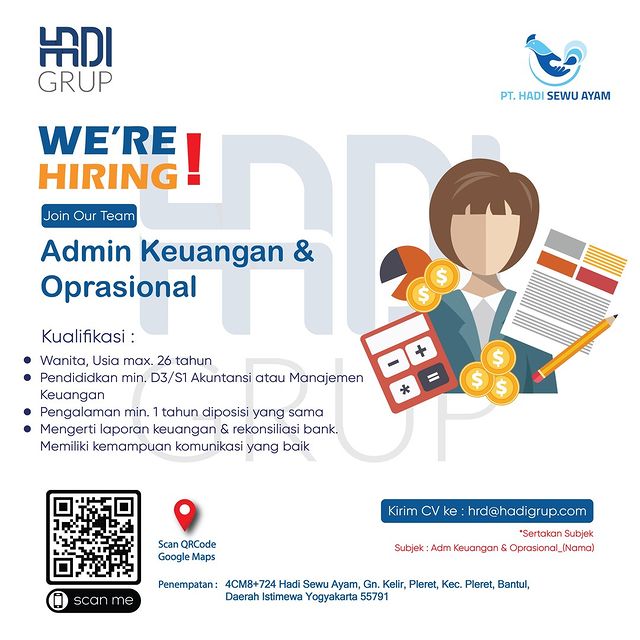 HADI
GRUP
PT. HADI SEWU AYAM
WE'RE
HIRING!
Join Our Team
Admin Keuangan &
Oprasional
Kualifikasi :
Wanita, Usia max. 26 tahun
Pendididkan min. D3/S1 Akuntansi atau Manajemen
Keuangan
Pengalaman min. 1 tahun diposisi yang sama
Mengerti laporan keuangan & rekonsiliasi bank.
Memiliki kemampuan komunikasi yang baik
HADI
GRUP
scan me
Scan QRCode
Google Maps
Kirim CV ke : hrd@hadigrup.com
*Sertakan Subjek
Subjek : Adm Keuangan & Oprasional_(Nama)
Penempatan : 4CM8+724 Hadi Sewu Ayam, Gn. Kelir, Pleret, Kec. Pleret, Bantul,
Daerah Istimewa Yogyakarta 55791